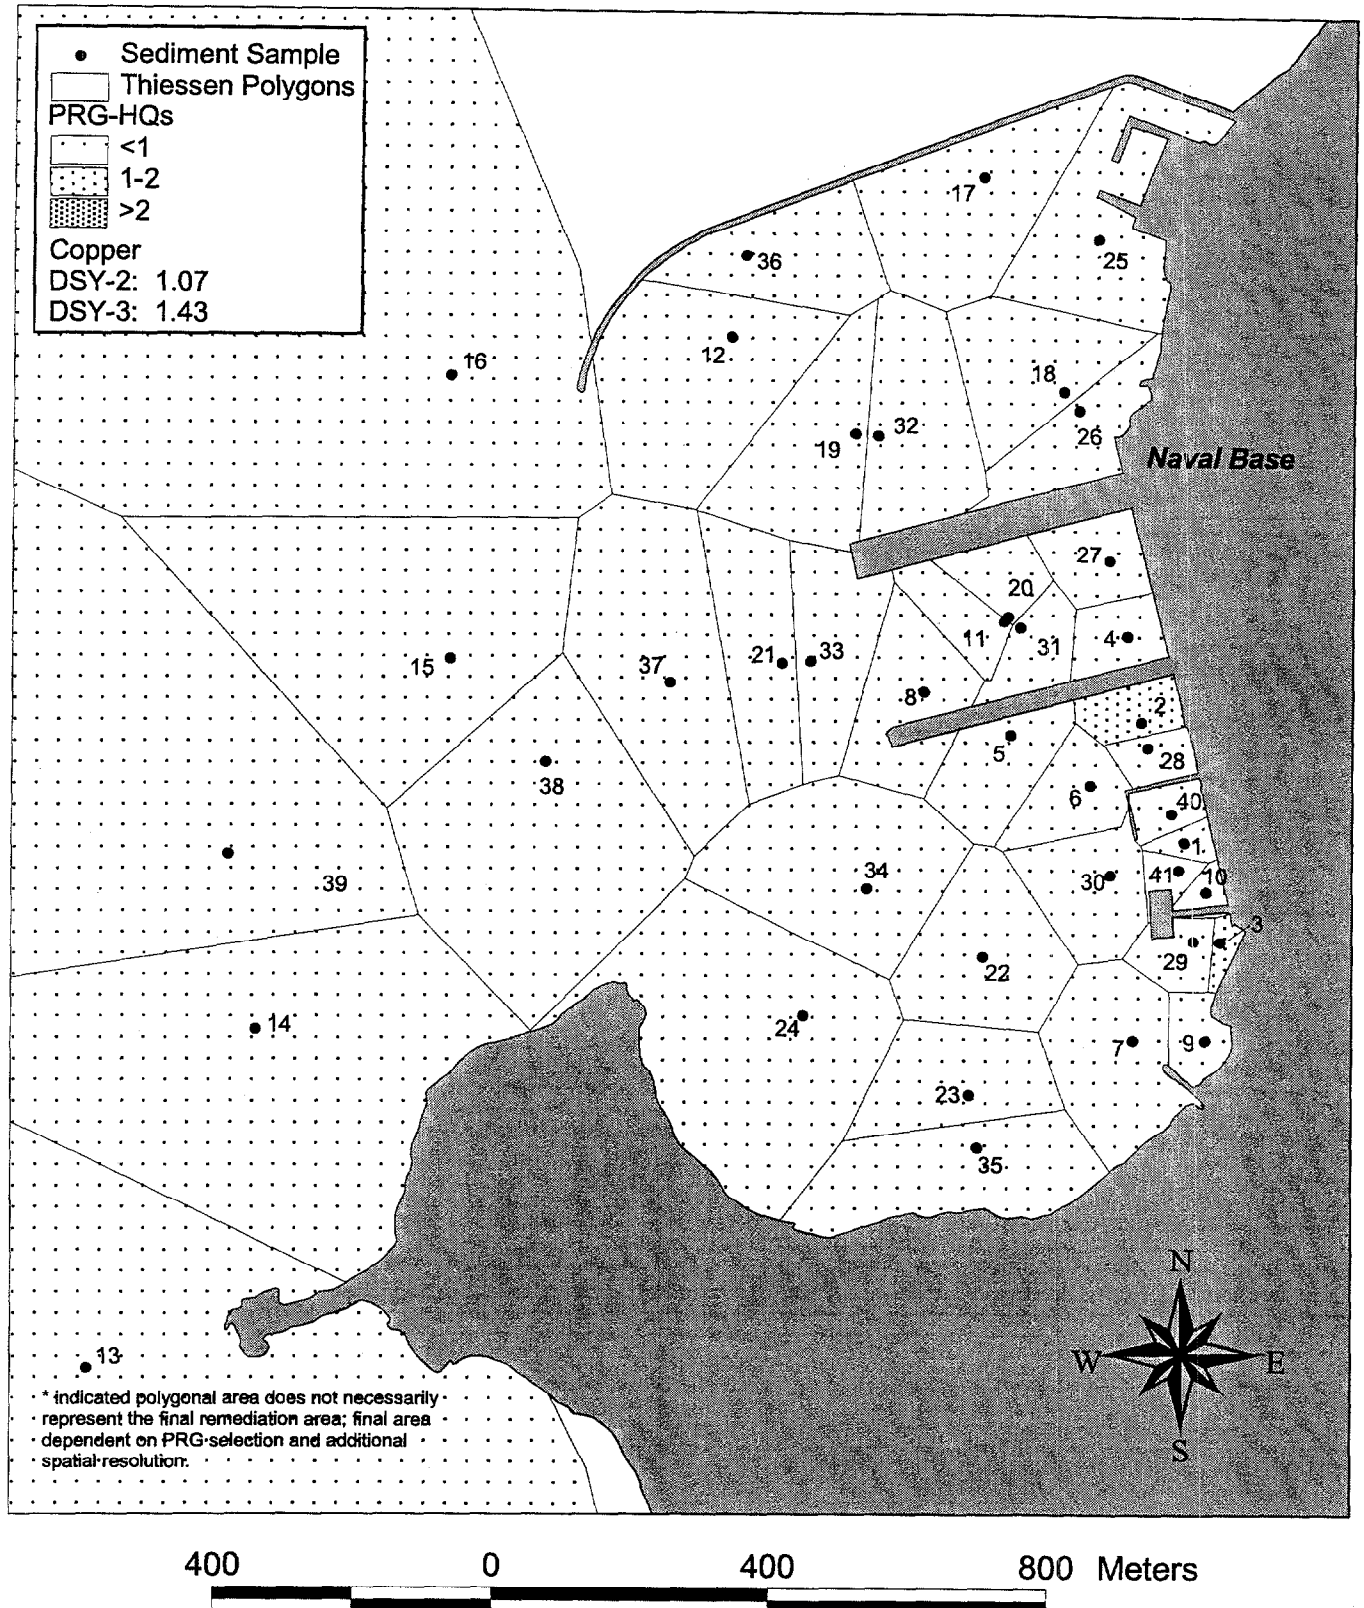 Sediment Sample
Thiessen Polygons
PRG-HQs
<1
1-2
>2
Copper
DSY-2: 1.07
DSY-3: 1.43
17
25
36
12
16
18
19
32
26
Naval Base
27
20
11
31
4
15
37
21
33
8
2
5
28
38
6
40
1
39
34
30
41
10
3
29
22
14
24
7
9
23
35
N
W
E
S
13
* indicated polygonal area does not necessarily
represent the final remediation area; final area
dependent on PRG selection and additional
spatial resolution.
400 0 400 800 Meters